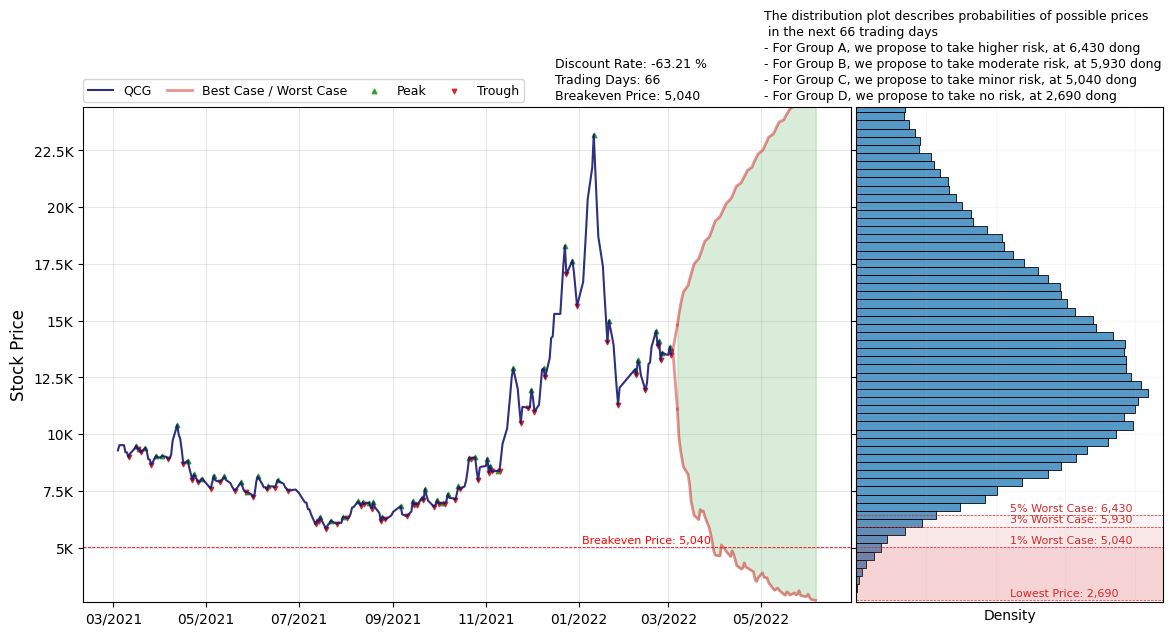 The distribution plot describes probabilities of possible prices
in the next 66 trading days
- For Group A, we propose to take higher risk, at 6,430 dong
- For Group B, we propose to take moderate risk, at 5,930 dong
- For Group C, we propose to take minor risk, at 5,040 dong
- For Group D, we propose to take no risk, at 2,690 dong
Discount Rate: -63.21 %
Trading Days: 66
Breakeven Price: 5,040
QCG
Best Case / Worst Case
Peak
Trough
Stock Price
22.5K
20K
17.5K
15K
12.5K
10K
7.5K
5K
Breakeven Price: 5,040
5% Worst Case: 6,430
3% Worst Case: 5,930
1% Worst Case: 5,040
Lowest Price: 2,690
03/2021
05/2021
07/2021
09/2021
11/2021
01/2022
03/2022
05/2022
Density